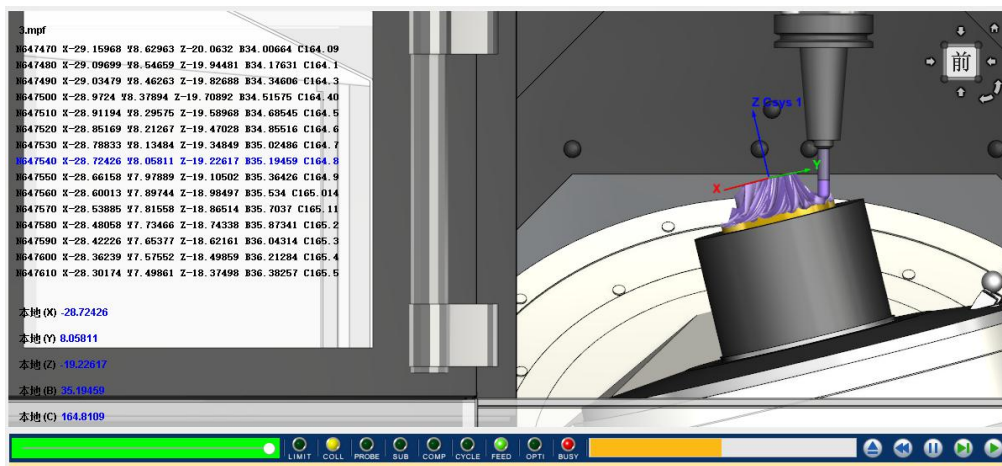 3.mpf
N647470 X-29.15968 Y8.62963 Z-20.0632 B34.00664 C164.09
N647480 X-29.09699 Y8.54659 Z-19.94481 B34.17631 C164.1
N647490 X-29.03479 Y8.46263 Z-19.82688 B34.34606 C164.3
N647500 X-28.9724 Y8.37894 Z-19.70892 B34.51575 C164.40
N647510 X-28.91194 Y8.29575 Z-19.58968 B34.68545 C164.5
N647520 X-28.85169 Y8.21267 Z-19.47028 B34.85516 C164.6
N647530 X-28.78833 Y8.13484 Z-19.34849 B35.02486 C164.7
N647540 X-28.72426 Y8.05811 Z-19.22617 B35.19459 C164.8
N647550 X-28.66158 Y7.97889 Z-19.10502 B35.36426 C164.9
N647560 X-28.60013 Y7.89744 Z-18.98497 B35.534 C165.014
N647570 X-28.53885 Y7.81558 Z-18.86514 B35.7037 C165.11
N647580 X-28.48058 Y7.73466 Z-18.74338 B35.87341 C165.2
N647590 X-28.42226 Y7.65377 Z-18.62161 B36.04314 C165.3
N647600 X-28.36239 Y7.57552 Z-18.49859 B36.21284 C165.4
N647610 X-28.30174 Y7.49861 Z-18.37498 B36.38257 C165.5
本地(X) -28.72426
本地(Y) 8.05811
本地(Z) -19.22617
本地(B) 35.19459
本地(C) 164.8109
Z Csys 1
X
Y
前
LIMIT COLL PROBE SUB COMP CYCLE FEED OPTI BUSY